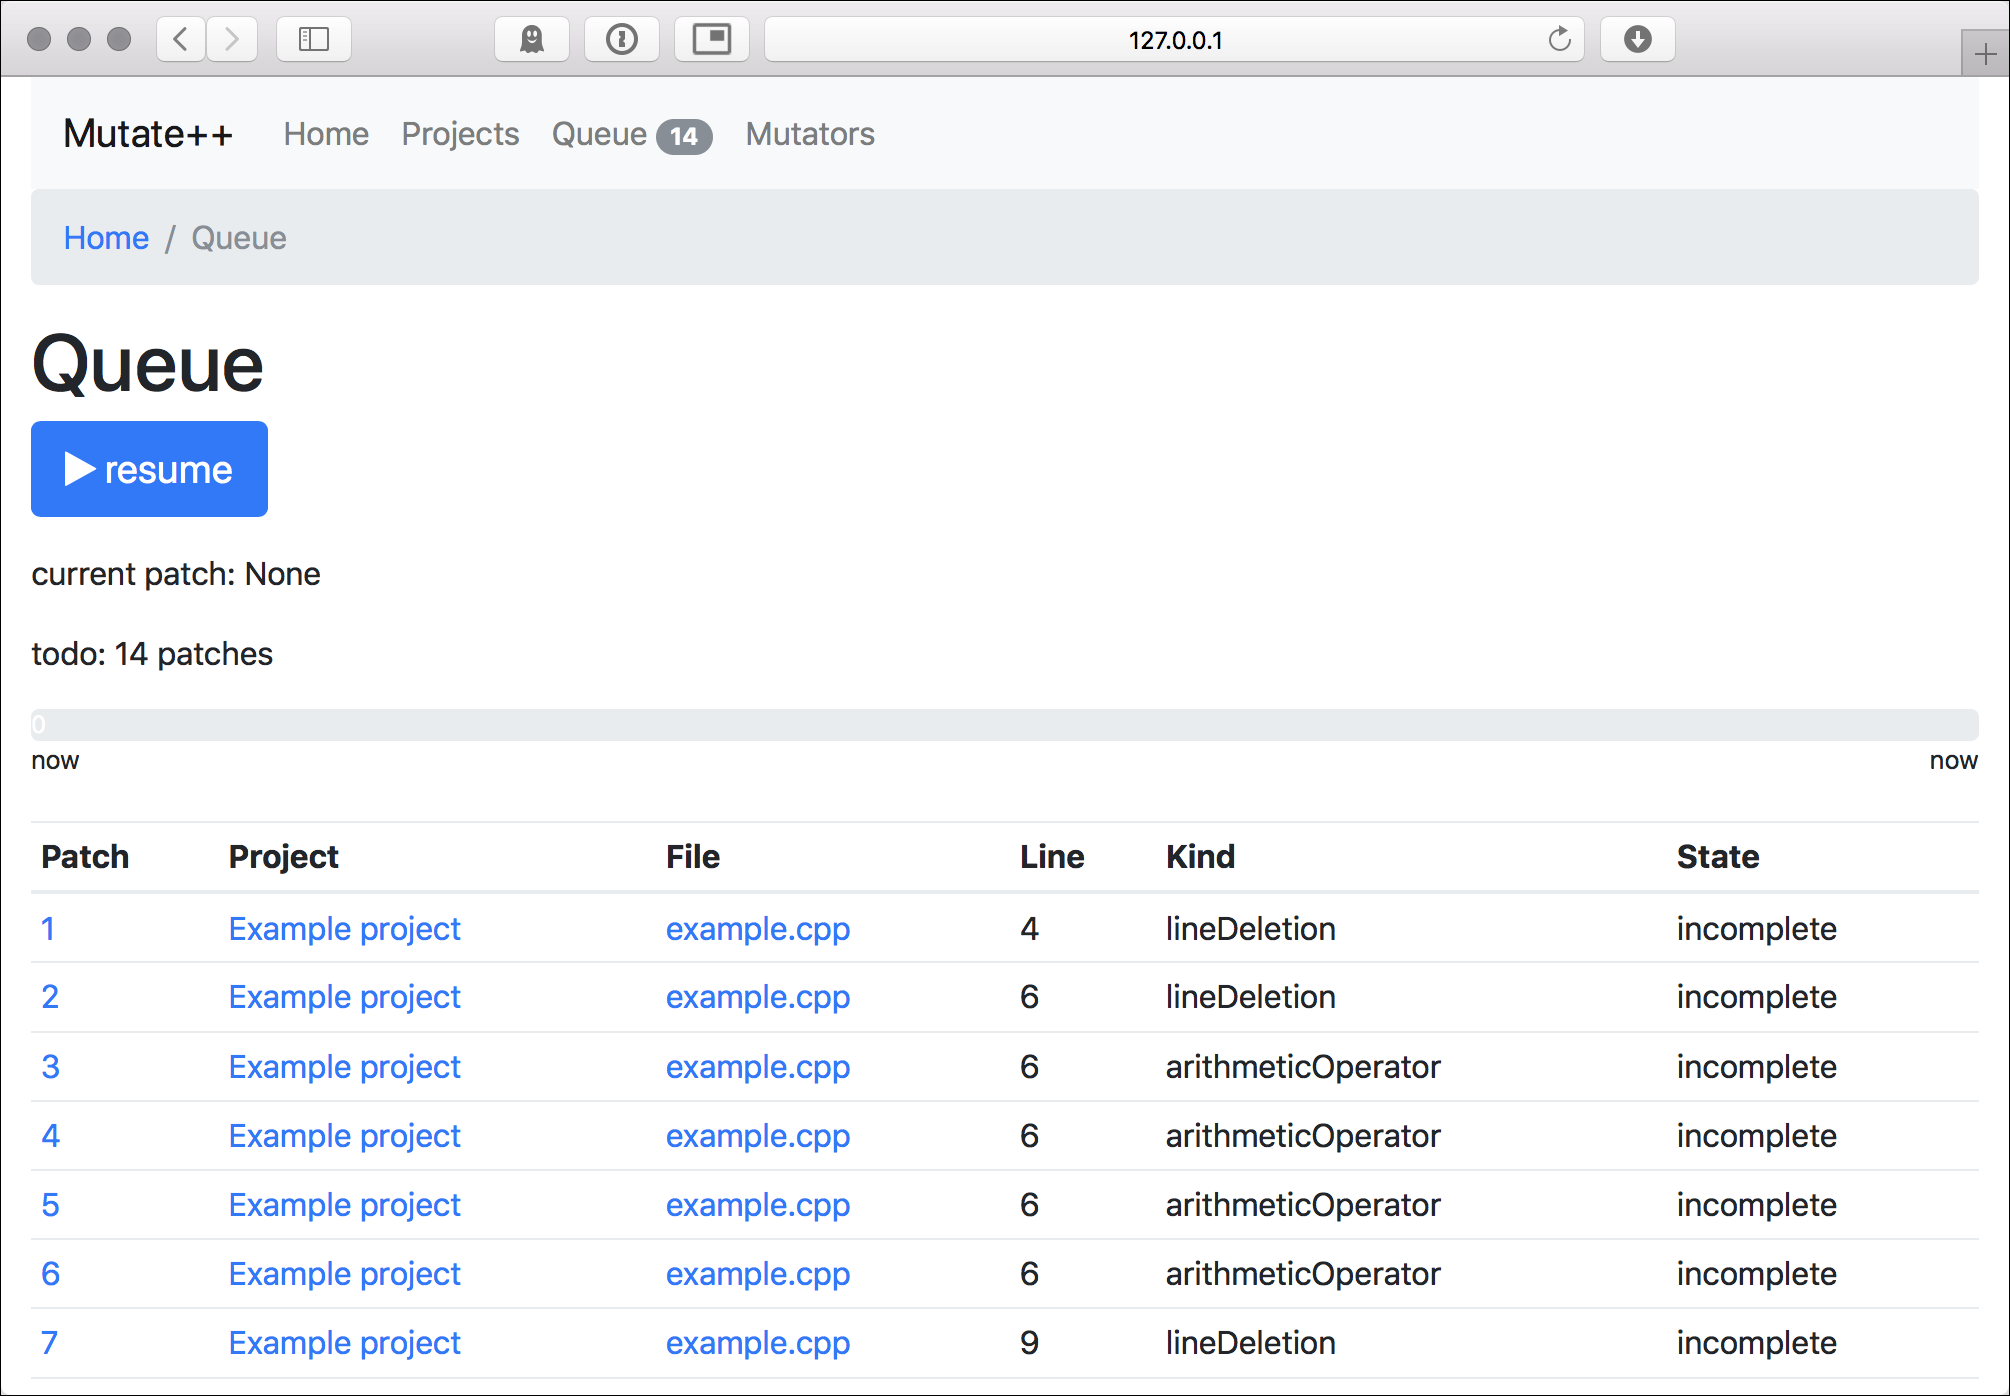 127.0.0.1
Mutate++ Home Projects Queue 14 Mutators
Home / Queue
Queue
resume
current patch: None
todo: 14 patches
0
now now
Patch Project File Line Kind State
1 Example project example.cpp 4 lineDeletion incomplete
2 Example project example.cpp 6 lineDeletion incomplete
3 Example project example.cpp 6 arithmeticOperator incomplete
4 Example project example.cpp 6 arithmeticOperator incomplete
5 Example project example.cpp 6 arithmeticOperator incomplete
6 Example project example.cpp 6 arithmeticOperator incomplete
7 Example project example.cpp 9 lineDeletion incomplete